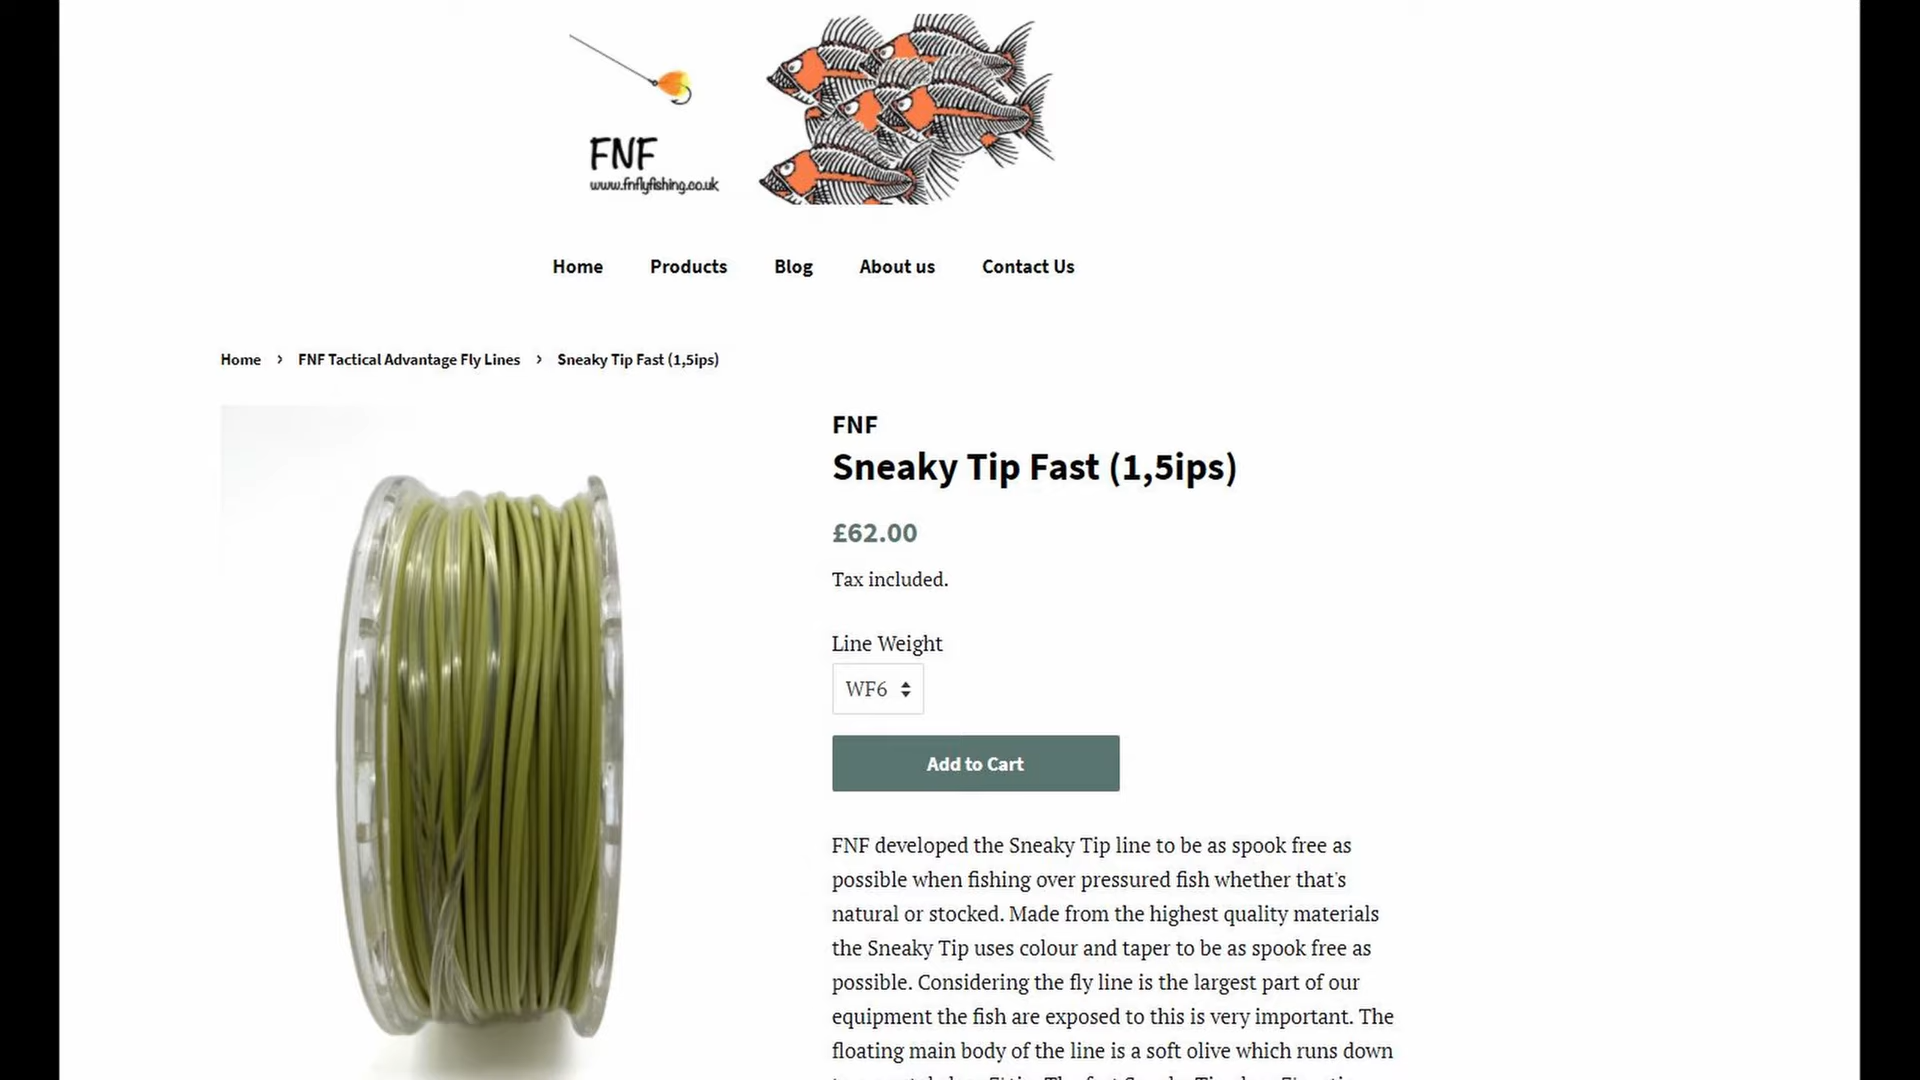 FNF
www.fnflyfishing.co.uk
Home Products Blog About us Contact Us
Home › FNF Tactical Advantage Fly Lines › Sneaky Tip Fast (1,5ips)
FNF
Sneaky Tip Fast (1,5ips)
£62.00
Tax included.
Line Weight
WF6
Add to Cart
FNF developed the Sneaky Tip line to be as spook free as
possible when fishing over pressured fish whether that's
natural or stocked. Made from the highest quality materials
the Sneaky Tip uses colour and taper to be as spook free as
possible. Considering the fly line is the largest part of our
equipment the fish are exposed to this is very important. The
floating main body of the line is a soft olive which runs down